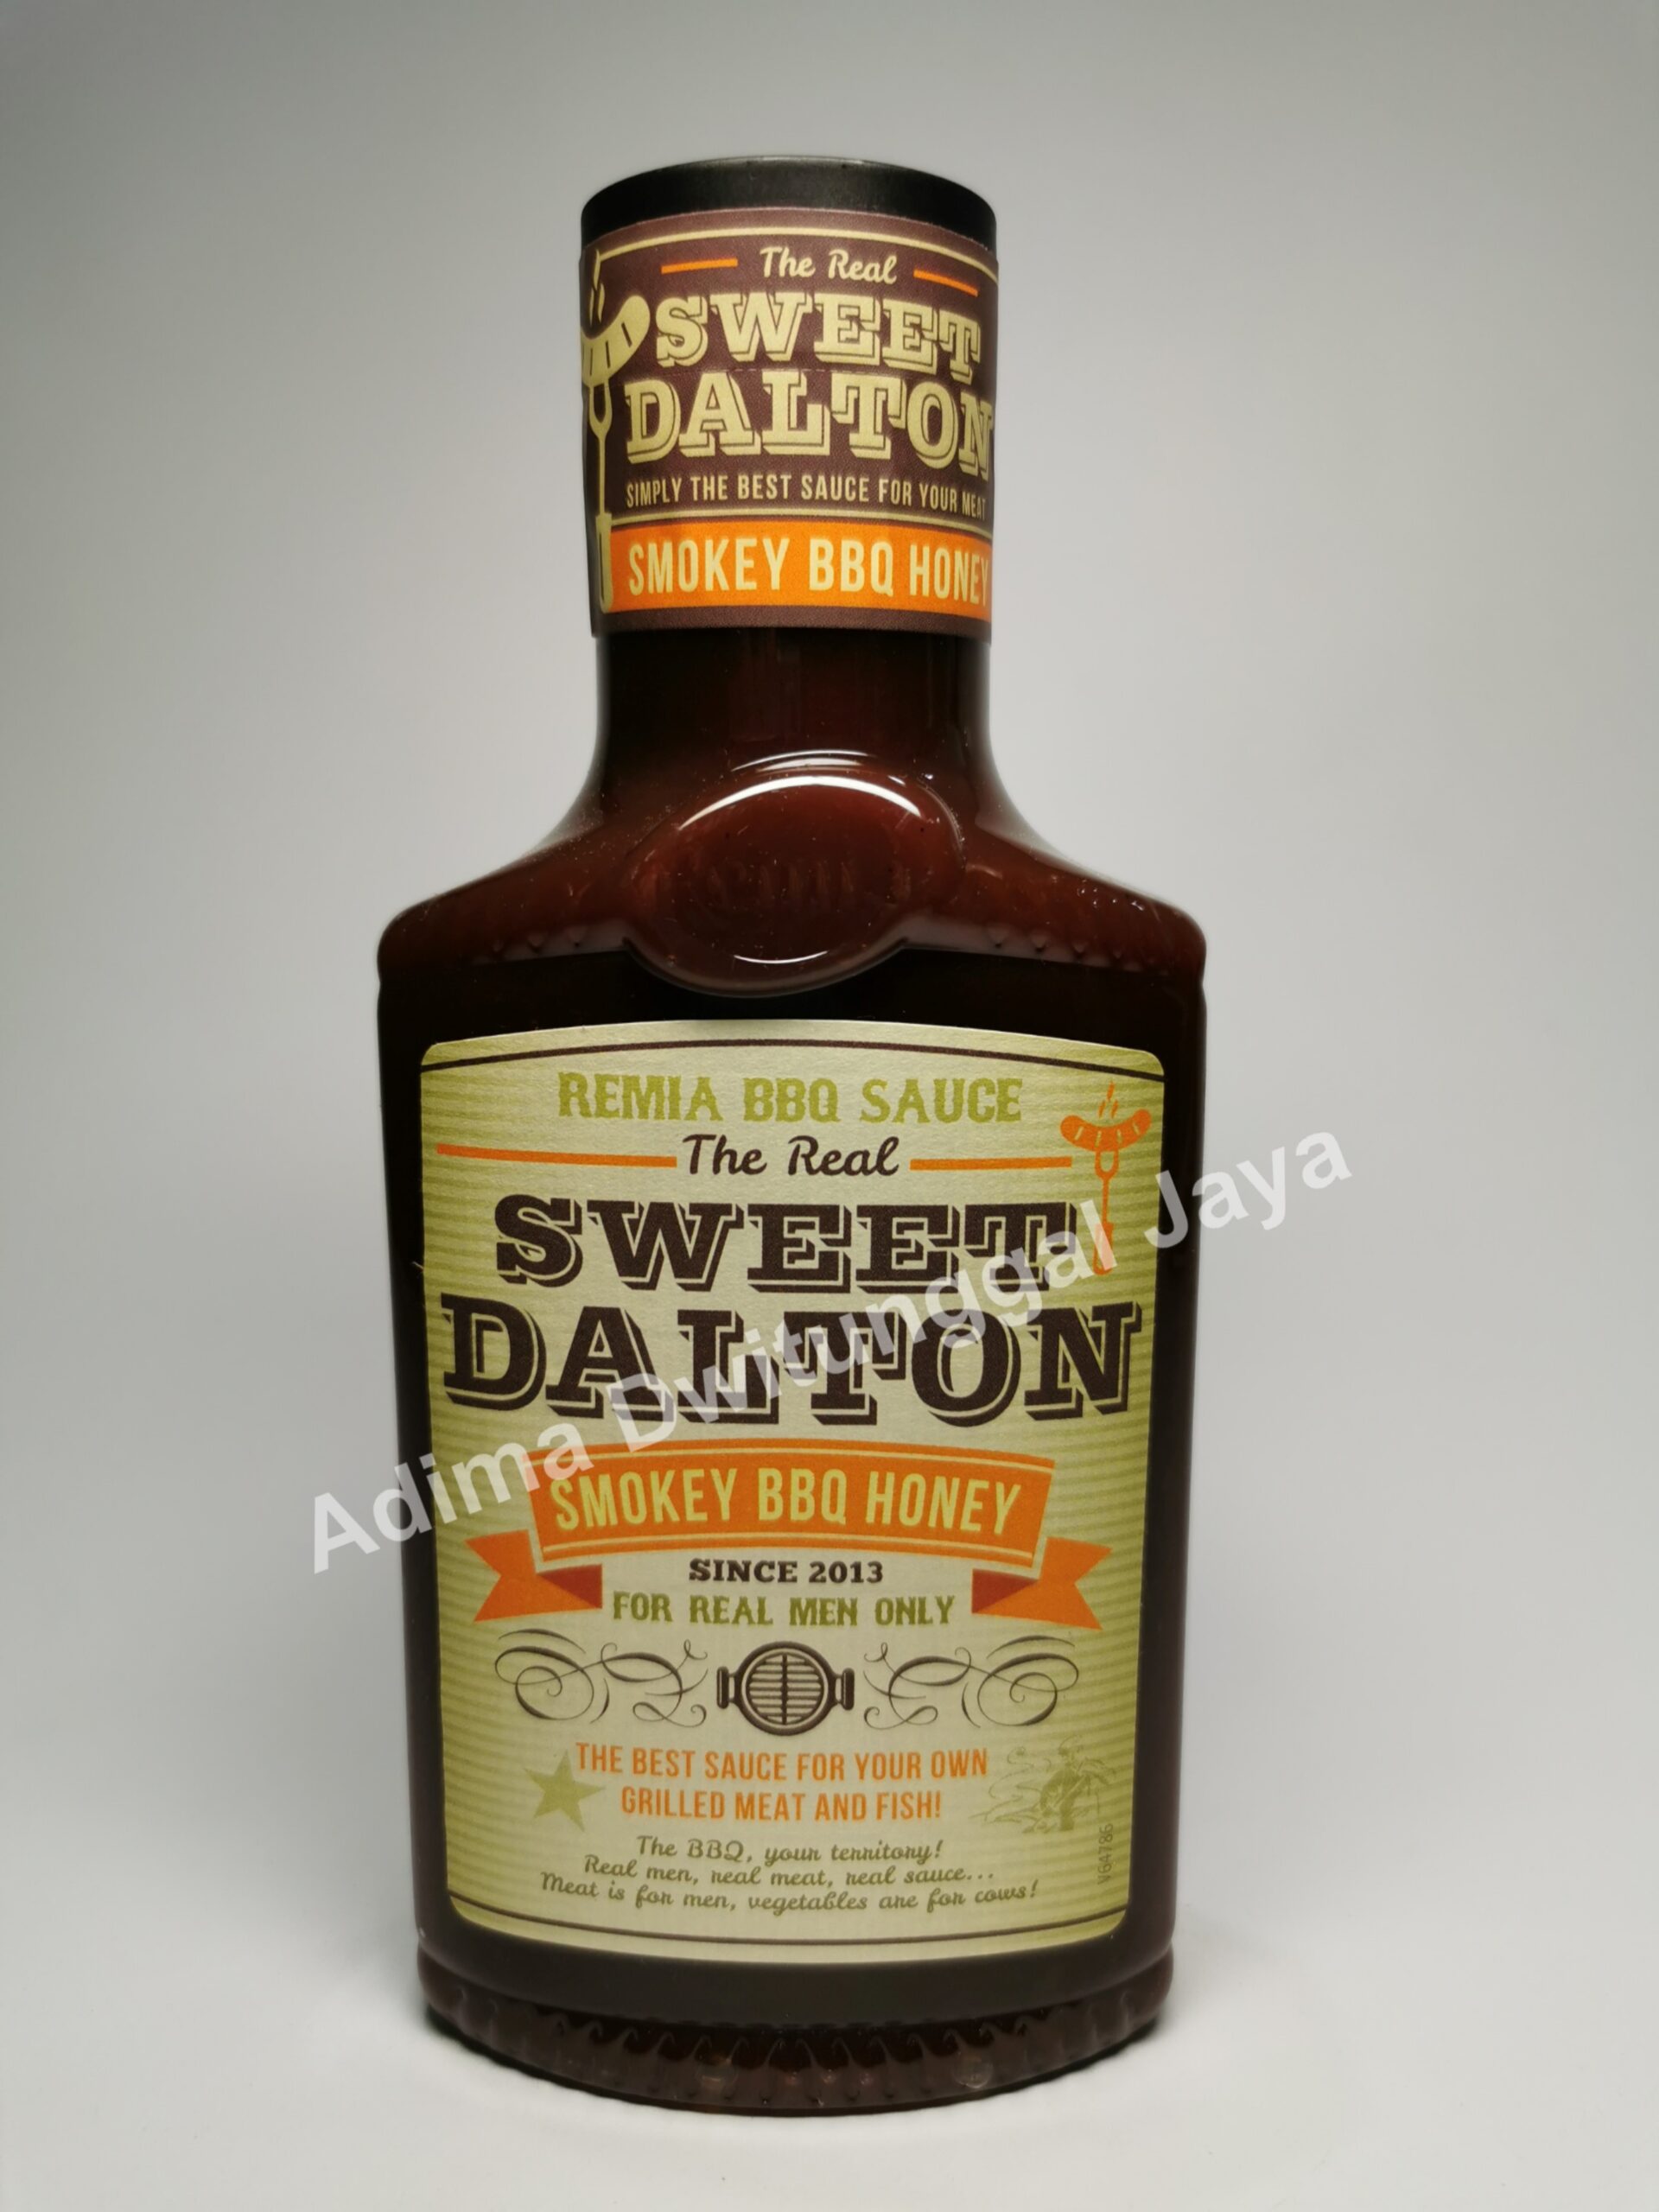 The Real
SWEET
DALTON
SIMPLY THE BEST SAUCE FOR YOUR MEAT
SMOKEY BBQ HONEY
REMIA BBQ SAUCE
The Real
SWEET
DALTON
SMOKEY BBQ HONEY
SINCE 2013
FOR REAL MEN ONLY
THE BEST SAUCE FOR YOUR OWN
GRILLED MEAT AND FISH!
The BBQ, your territory!
Real men, real meat, real sauce...
Meat is for men, vegetables are for cows!
V64786
Adima Dwitunggal Jaya